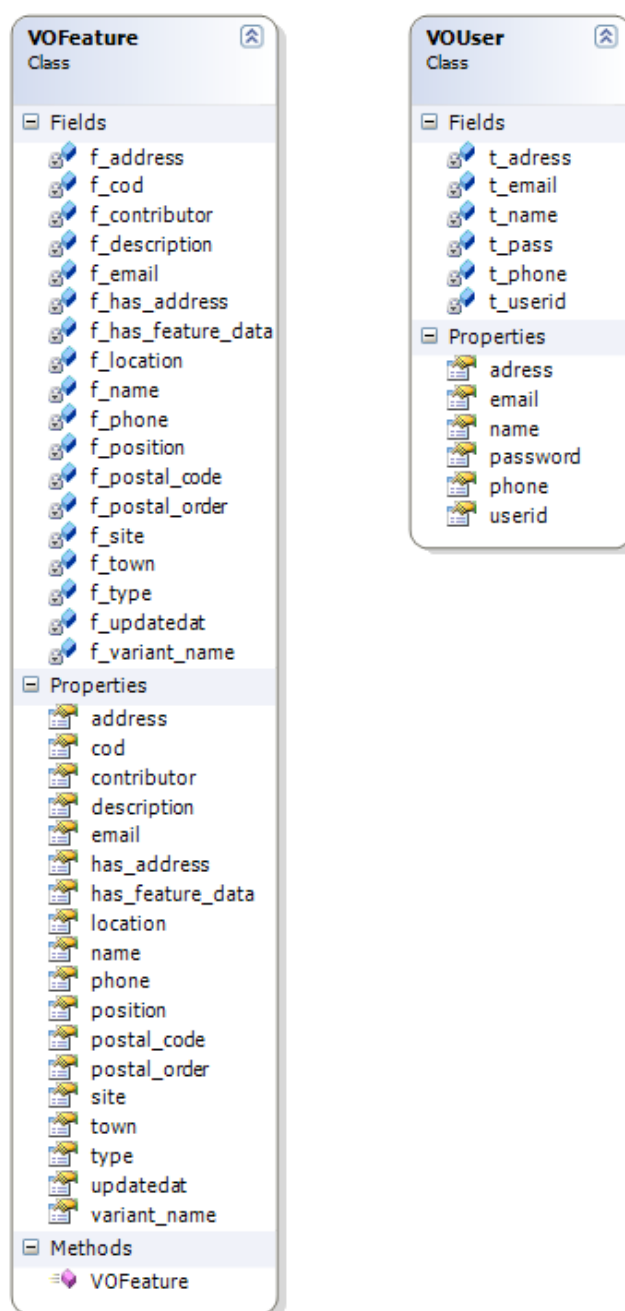 VOFeature
Class
Fields
f_address
f_cod
f_contributor
f_description
f_email
f_has_address
f_has_feature_data
f_location
f_name
f_phone
f_position
f_postal_code
f_postal_order
f_site
f_town
f_type
f_updatedat
f_variant_name
Properties
address
cod
contributor
description
email
has_address
has_feature_data
location
name
phone
position
postal_code
postal_order
site
town
type
updatedat
variant_name
Methods
VOFeature
VOUser
Class
Fields
t_adress
t_email
t_name
t_pass
t_phone
t_userid
Properties
adress
email
name
password
phone
userid